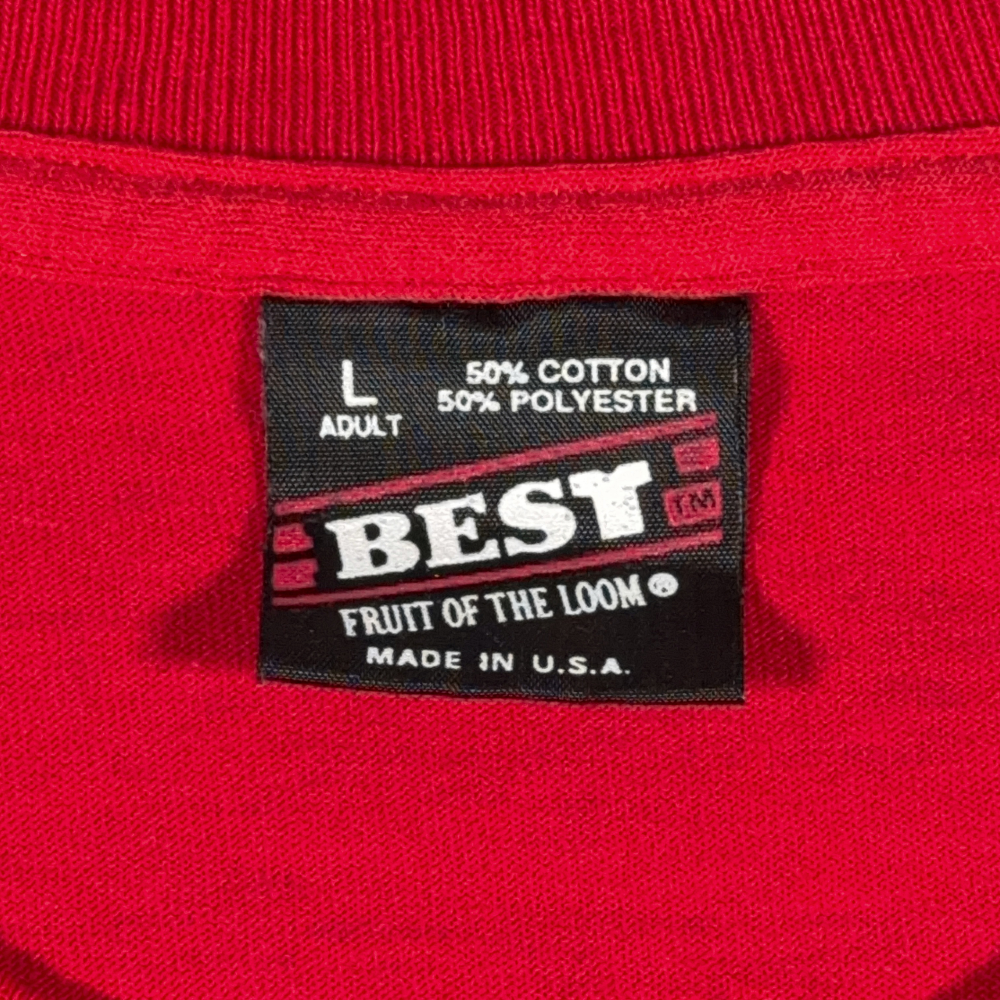 L
ADULT
50% COTTON
50% POLYESTER
BEST
TM
FRUIT OF THE LOOM®
MADE IN U.S.A.